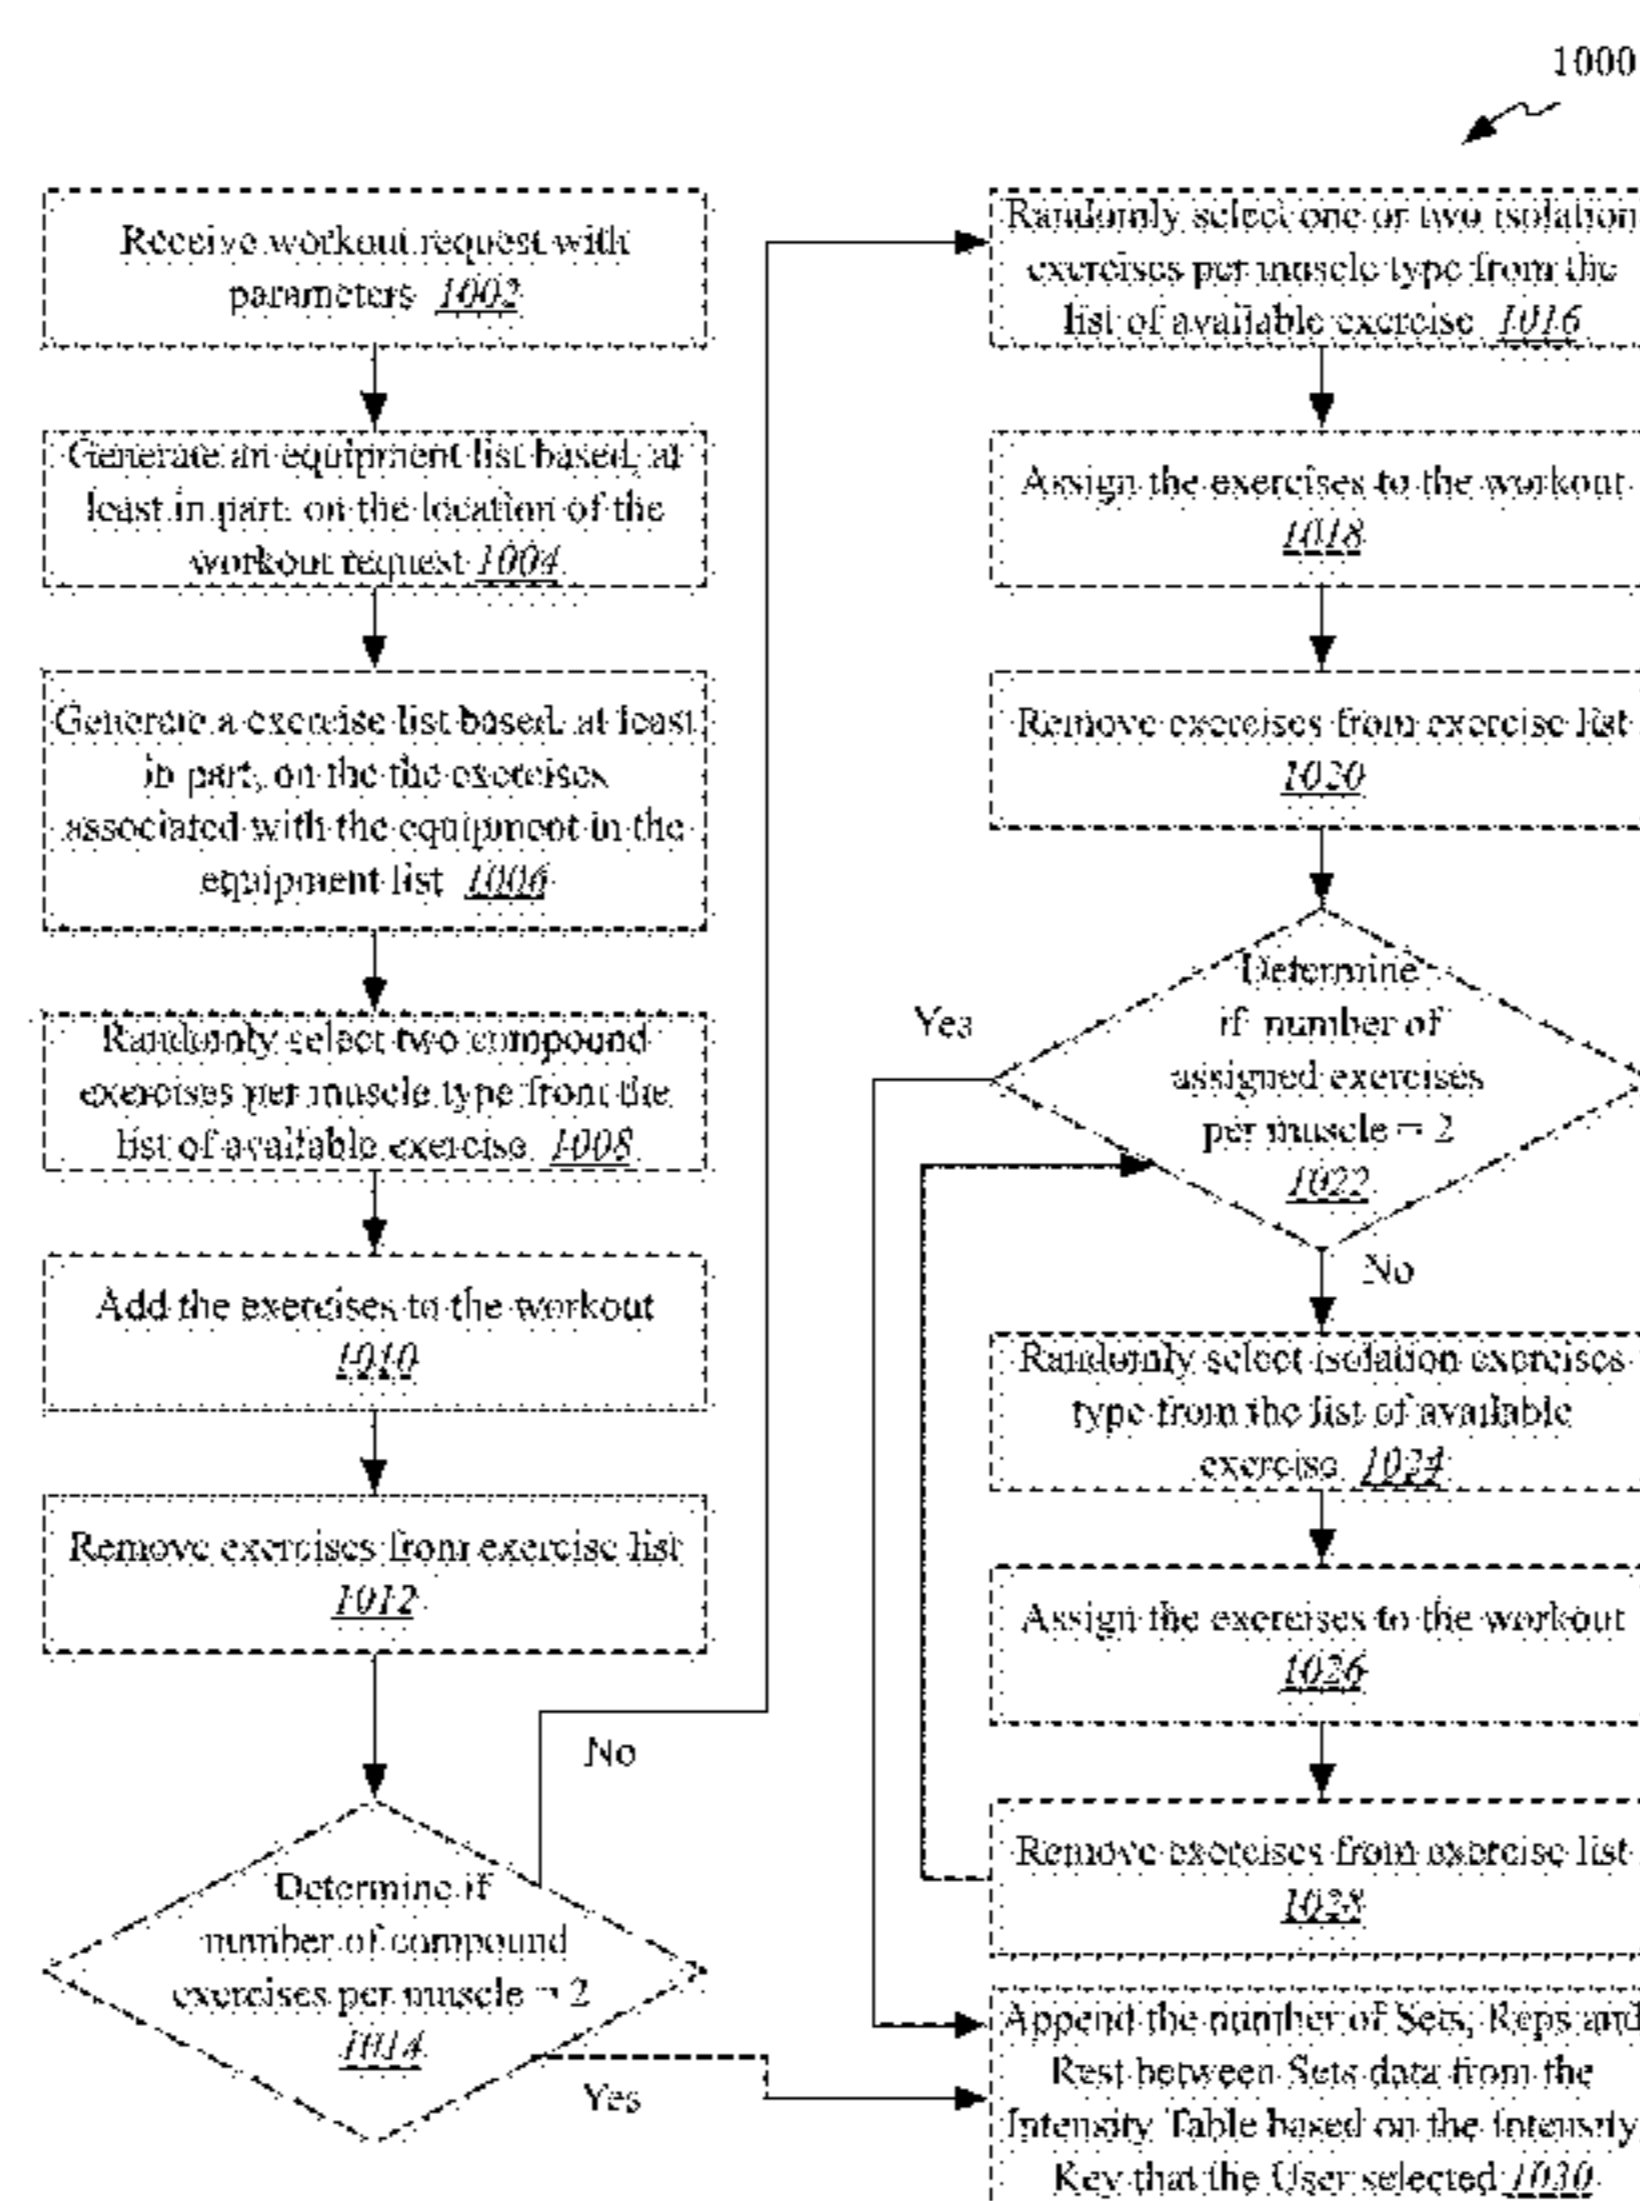 1000
Receive workout request with
parameters 1002
Generate an equipment list based, at
least in part, on the location of the
workout request 1004
Generate a exercise list based, at least
in part, on the the exercises
associated with the equipment in the
equipment list 1006
Randomly select two compound
exercises per muscle type from the
list of available exercise 1008
Add the exercises to the workout
1010
Remove exercises from exercise list
1012
No
Determine if
number of compound
exercises per muscle = 2
1014
Yes
Randomly select one or two isolation
exercises per muscle type from the
list of available exercise 1016
Assign the exercises to the workout
1018
Remove exercises from exercise list
1020
Yes
Determine
if number of
assigned exercises
per muscle = 2
1022
No
Randomly select isolation exercises
type from the list of available
exercise 1024
Assign the exercises to the workout
1026
Remove exercises from exercise list
1028
Append the number of Sets, Reps and
Rest between Sets data from the
Intensity Table based on the Intensity
Key that the User selected 1030